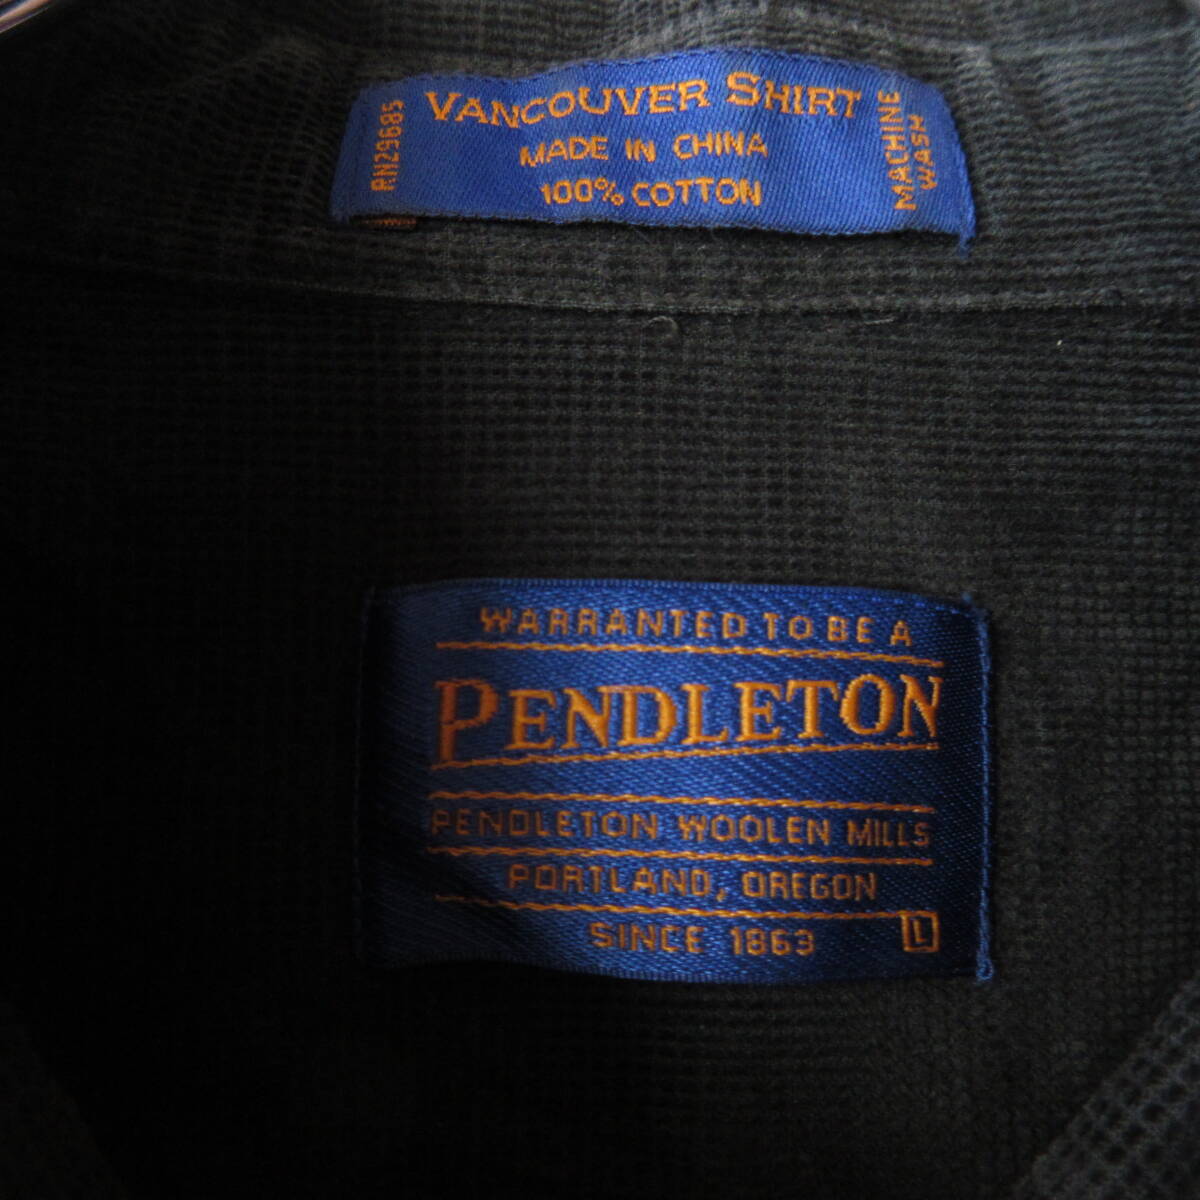 RN29685
VANCOUVER SHIRT
MADE IN CHINA
100% COTTON
MACHINE
WASH
WARRANTED TO BE A
PENDLETON
PENDLETON WOOLEN MILLS
PORTLAND, OREGON
SINCE 1863
L